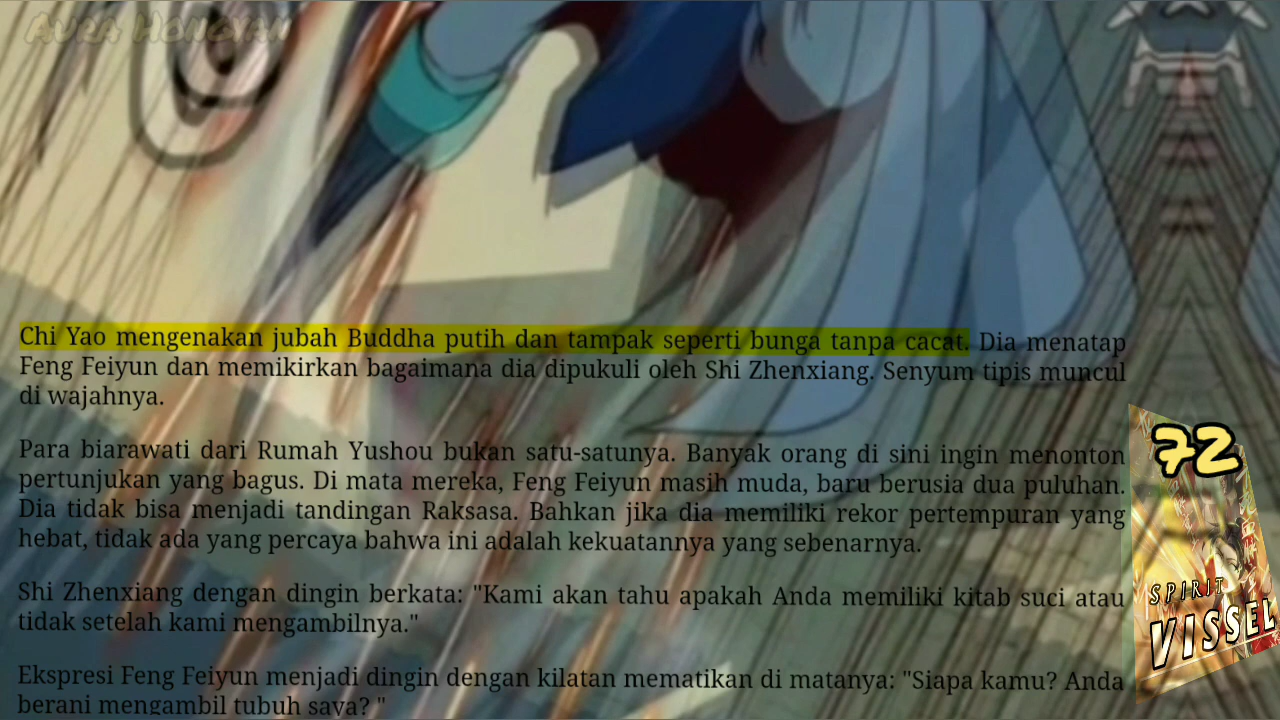 AURA HONGYAN
Chi Yao mengenakan jubah Buddha putih dan tampak seperti bunga tanpa cacat. Dia menatap
Feng Feiyun dan memikirkan bagaimana dia dipukuli oleh Shi Zhenxiang. Senyum tipis muncul
di wajahnya.
Para biarawati dari Rumah Yushou bukan satu-satunya. Banyak orang di sini ingin menonton
pertunjukan yang bagus. Di mata mereka, Feng Feiyun masih muda, baru berusia dua puluhan.
Dia tidak bisa menjadi tandingan Raksasa. Bahkan jika dia memiliki rekor pertempuran yang
hebat, tidak ada yang percaya bahwa ini adalah kekuatannya yang sebenarnya.
72
SPIRIT
VISSEL
Shi Zhenxiang dengan dingin berkata: "Kami akan tahu apakah Anda memiliki kitab suci atau
tidak setelah kami mengambilnya."
Ekspresi Feng Feiyun menjadi dingin dengan kilatan mematikan di matanya: "Siapa kamu? Anda
berani mengambil tubuh saya? "